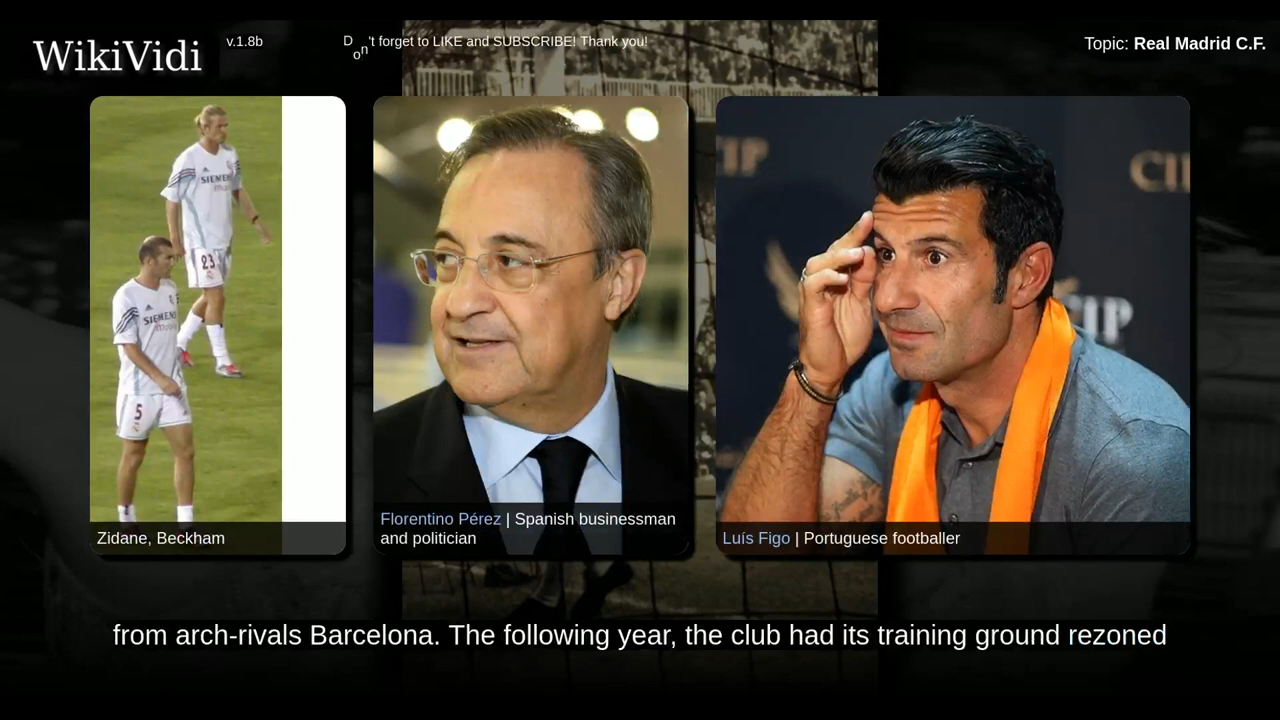 WikiVidi
v.1.8b
Don't forget to LIKE and SUBSCRIBE! Thank you!
Topic: Real Madrid C.F.
SIEMENS
23
SIEMENS
5
Zidane, Beckham
Florentino Pérez | Spanish businessman
and politician
CIP
Luís Figo | Portuguese footballer
from arch-rivals Barcelona. The following year, the club had its training ground rezoned